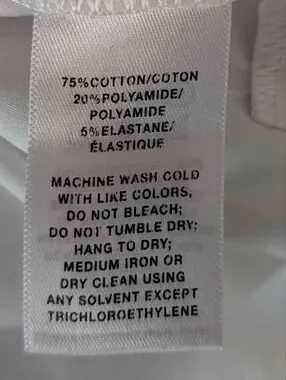 75%COTTON/COTON
20%POLYAMIDE/
POLYAMIDE
5%ELASTANE/
ÉLASTIQUE
MACHINE WASH COLD
WITH LIKE COLORS,
DO NOT BLEACH;
DO NOT TUMBLE DRY;
HANG TO DRY;
MEDIUM IRON OR
DRY CLEAN USING
ANY SOLVENT EXCEPT
TRICHLOROETHYLENE